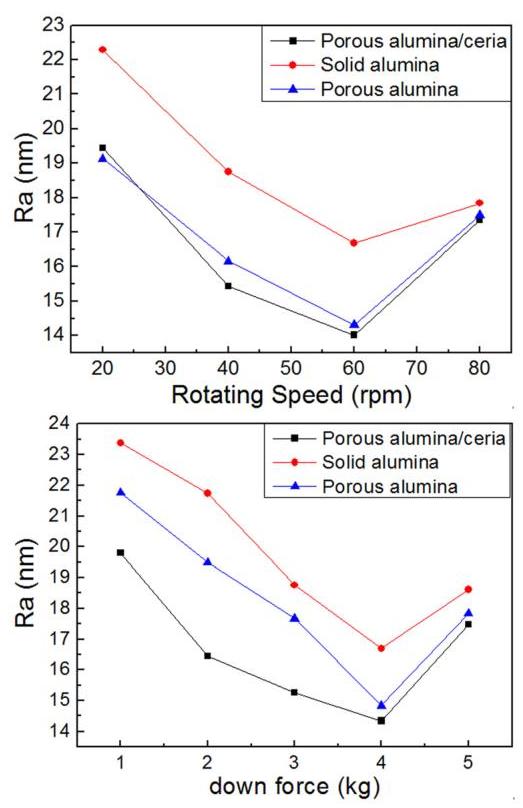 23
22
21
20
19
18
17
16
15
14
Ra (nm)
Porous alumina/ceria
Solid alumina
Porous alumina
20 30 40 50 60 70 80
Rotating Speed (rpm)
24
23
22
21
20
19
18
17
16
15
14
Ra (nm)
Porous alumina/ceria
Solid alumina
Porous alumina
1 2 3 4 5
down force (kg)